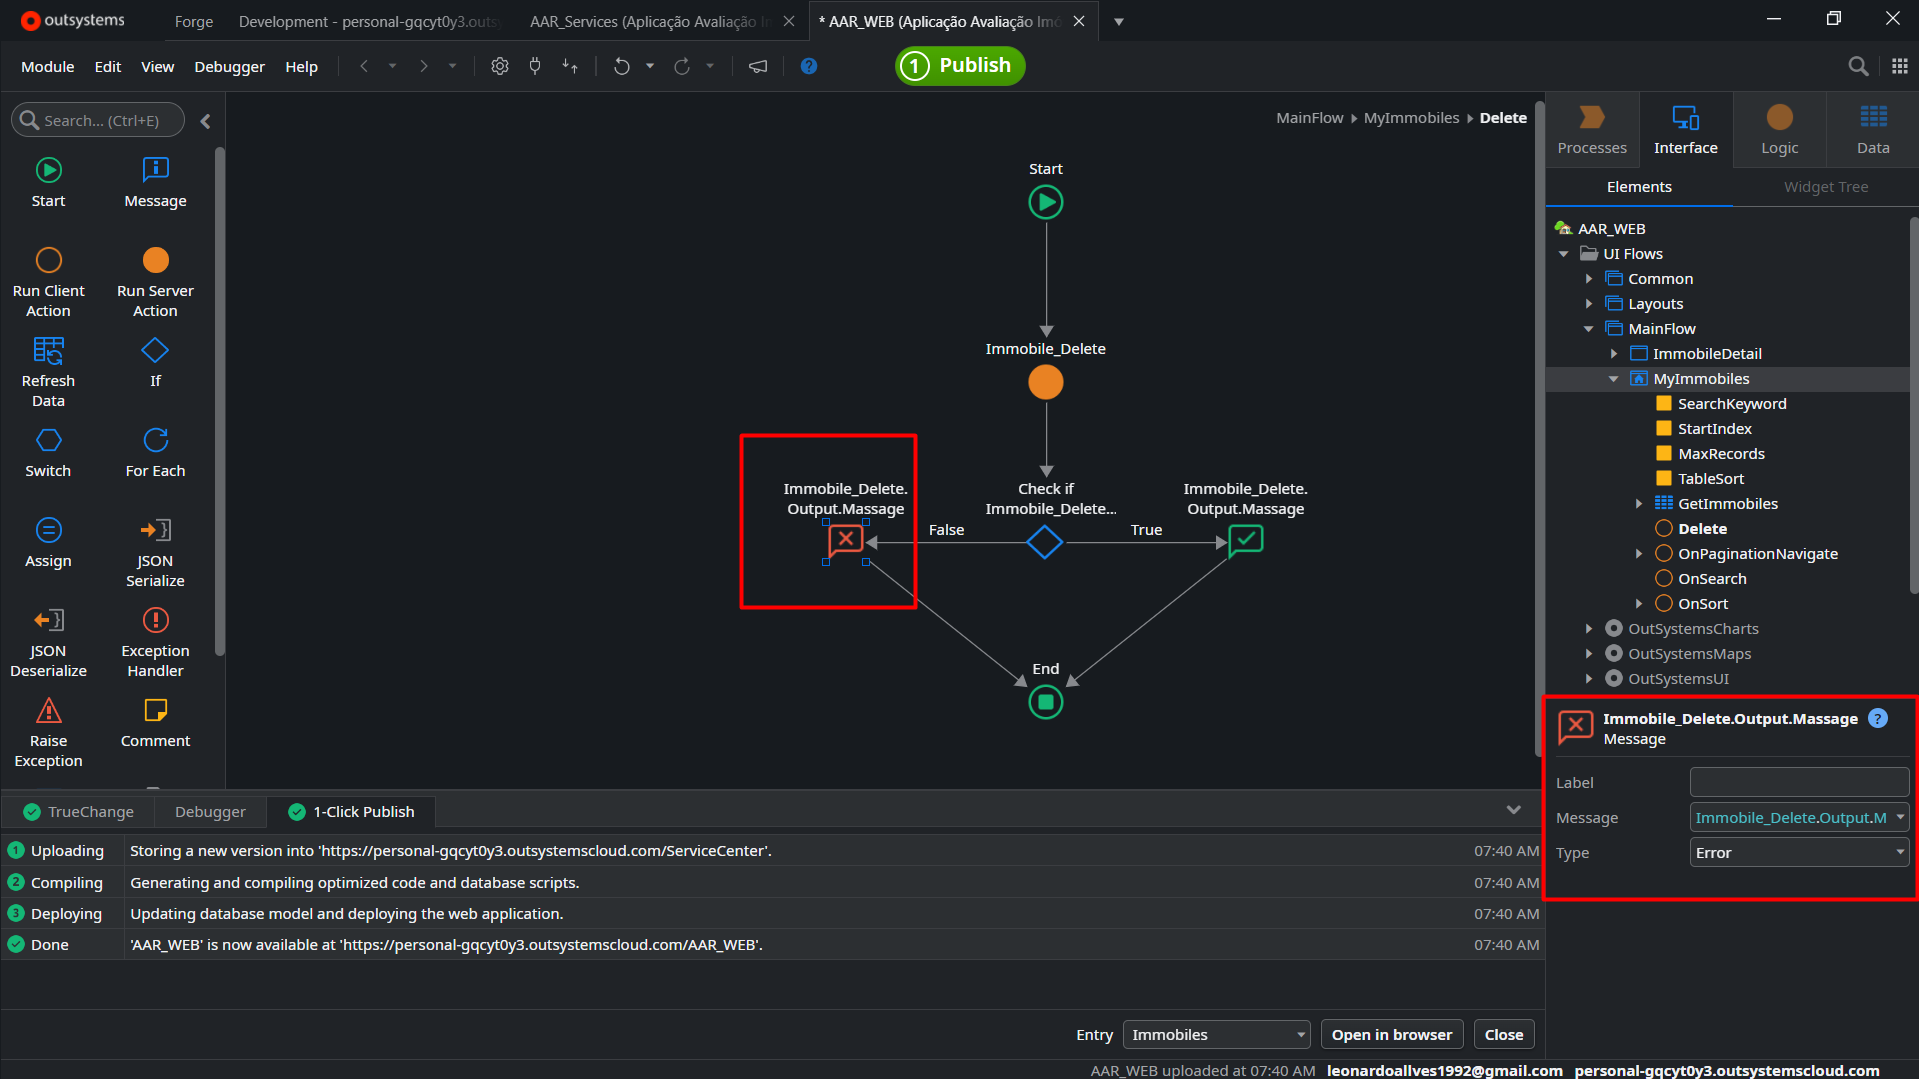 outsystems
Forge
Development - personal-gqcyt0y3.outs
AAR_Services (Aplicação Avaliação I
* AAR_WEB (Aplicação Avaliação Imó
Module Edit View Debugger Help
1 Publish
Search... (Ctrl+E)
Start
Message
Run Client
Action
Run Server
Action
Refresh
Data
If
Switch
For Each
Assign
JSON
Serialize
JSON
Deserialize
Exception
Handler
Raise
Exception
Comment
MainFlow MyImmobiles Delete
Start
Immobile_Delete
Immobile_Delete.
Output.Massage
False
Check if
Immobile_Delete...
True
Immobile_Delete.
Output.Massage
End
Processes
Interface
Logic
Data
Elements
Widget Tree
AAR_WEB
UI Flows
Common
Layouts
MainFlow
ImmobileDetail
MyImmobiles
SearchKeyword
StartIndex
MaxRecords
TableSort
GetImmobiles
Delete
OnPaginationNavigate
OnSearch
OnSort
OutSystemsCharts
OutSystemsMaps
OutSystemsUI
Immobile_Delete.Output.Massage ?
Message
Label
Message Immobile_Delete.Output.M
Type Error
TrueChange
Debugger
1-Click Publish
1 Uploading Storing a new version into 'https://personal-gqcyt0y3.outsystemscloud.com/ServiceCenter'. 07:40 AM
2 Compiling Generating and compiling optimized code and database scripts. 07:40 AM
3 Deploying Updating database model and deploying the web application. 07:40 AM
Done 'AAR_WEB' is now available at 'https://personal-gqcyt0y3.outsystemscloud.com/AAR_WEB'. 07:40 AM
Entry Immobiles Open in browser Close
AAR_WEB uploaded at 07:40 AM leonardoallves1992@gmail.com personal-gqcyt0y3.outsystemscloud.com